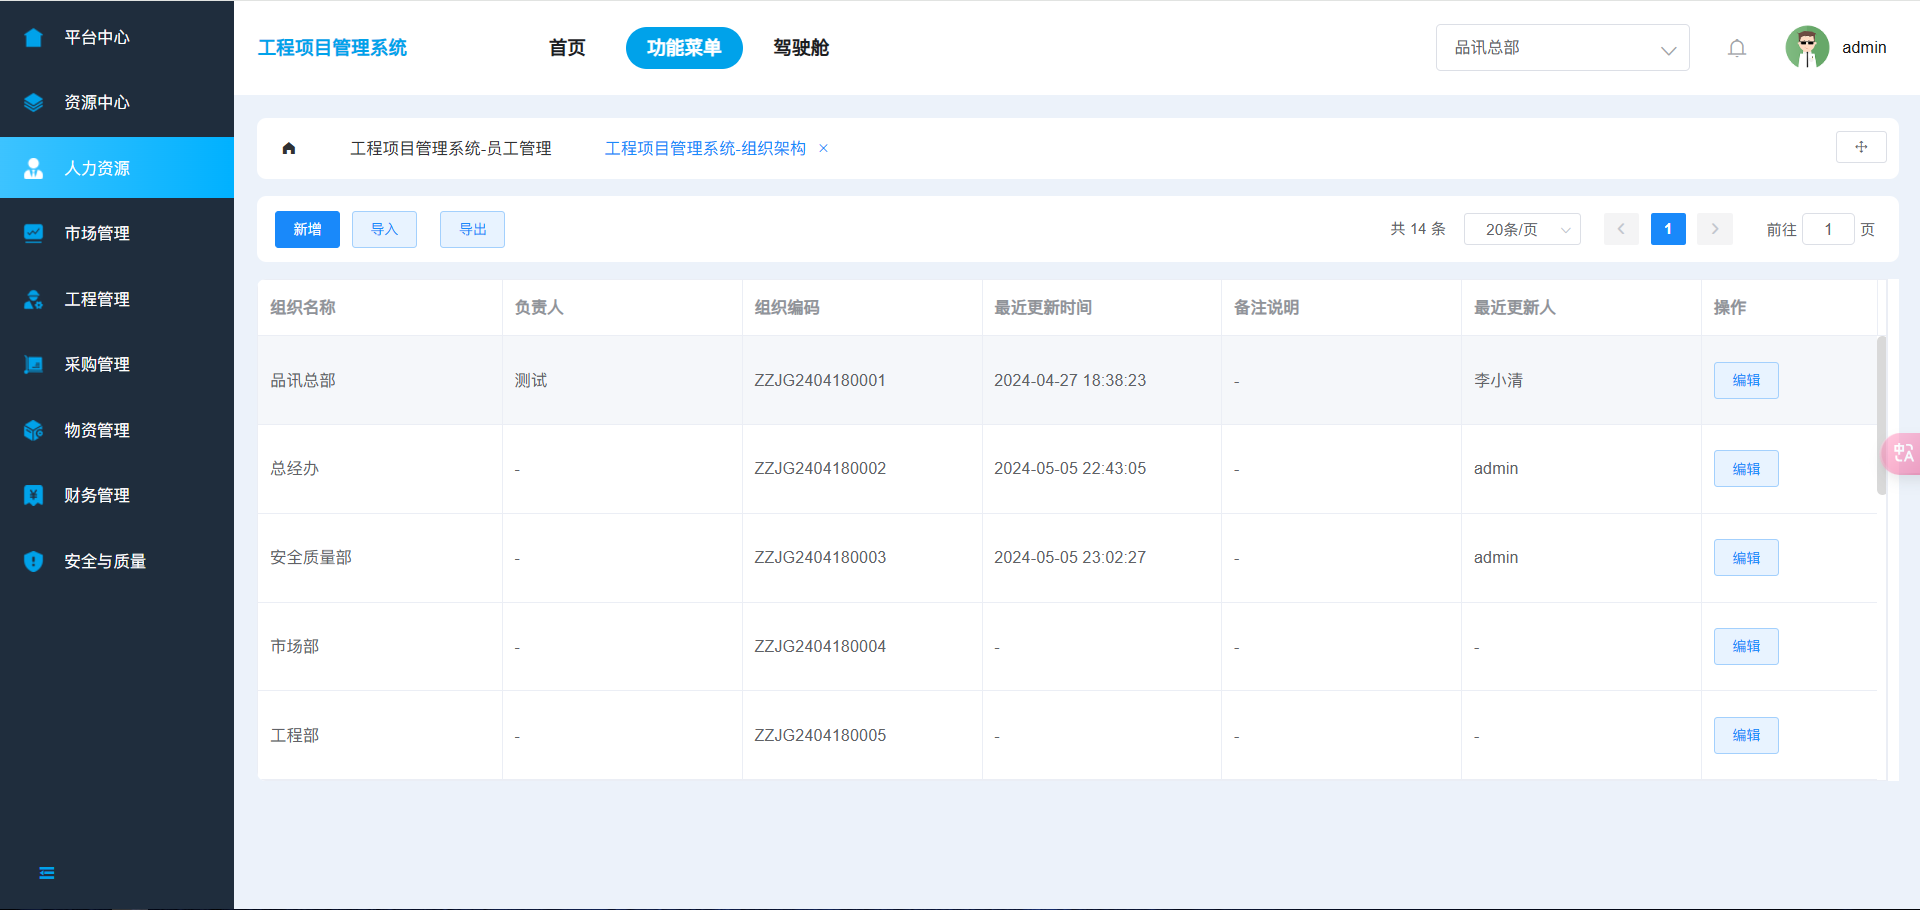 平台中心
资源中心
人力资源
市场管理
工程管理
采购管理
物资管理
财务管理
安全与质量
工程项目管理系统 首页 功能菜单 驾驶舱 品讯总部 admin
工程项目管理系统-员工管理 工程项目管理系统-组织架构
新增 导入 导出 共 14 条 20条/页 1 前往 1 页
组织名称 负责人 组织编码 最近更新时间 备注说明 最近更新人 操作
品讯总部 测试 ZZJG2404180001 2024-04-27 18:38:23 - 李小清 编辑
总经办 - ZZJG2404180002 2024-05-05 22:43:05 - admin 编辑
安全质量部 - ZZJG2404180003 2024-05-05 23:02:27 - admin 编辑
市场部 - ZZJG2404180004 - - - 编辑
工程部 - ZZJG2404180005 - - - 编辑